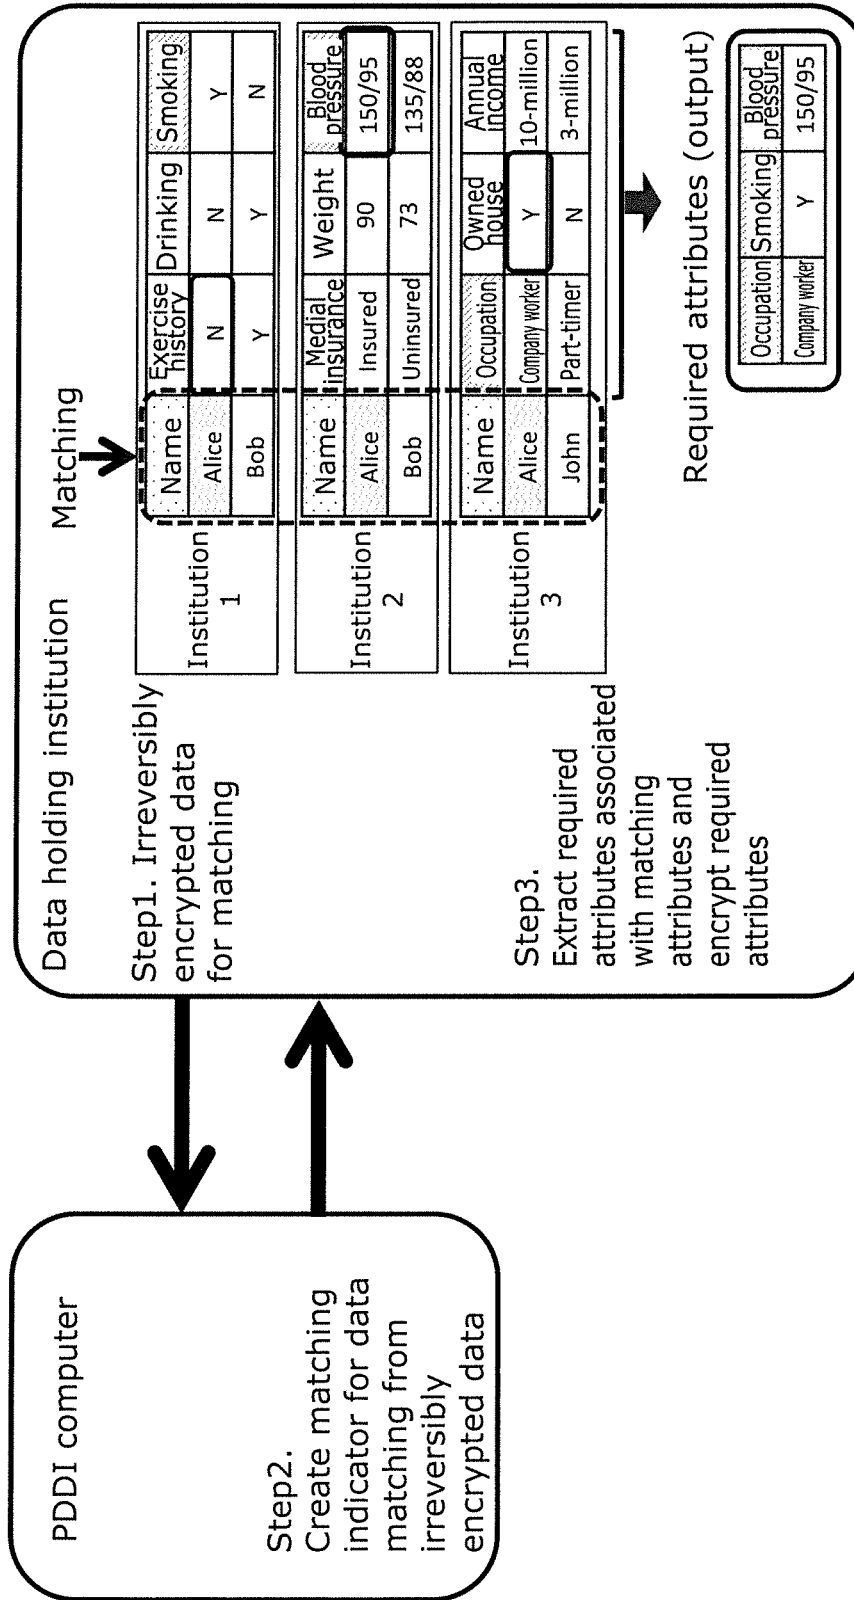 PDDI computer
Step2.
Create matching
indicator for data
matching from
irreversibly
encrypted data
Data holding institution
Matching
Step1. Irreversibly
encrypted data
for matching
Step3.
Extract required
attributes associated
with matching
attributes and
encrypt required
attributes
Institution
1
Name Exercise history Drinking Smoking
Alice N N Y
Bob Y Y N
Institution
2
Name Medial insurance Weight Blood pressure
Alice Insured 90 150/95
Bob Uninsured 73 135/88
Institution
3
Name Occupation Owned house Annual income
Alice Company worker Y 10-million
John Part-timer N 3-million
Required attributes (output)
Occupation Smoking Blood pressure
Company worker Y 150/95